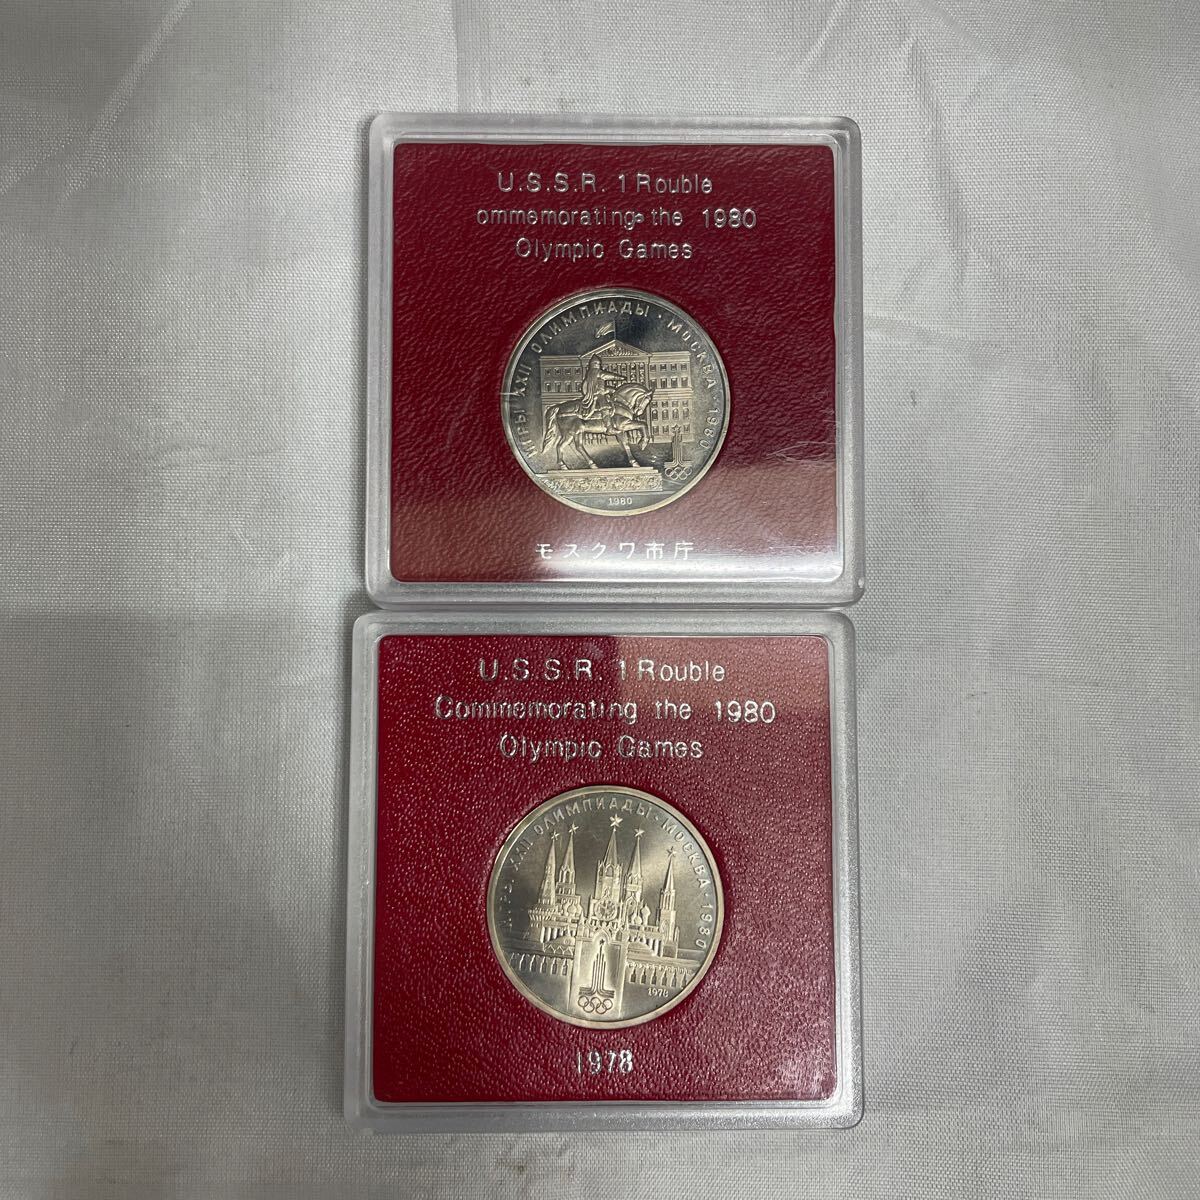 U.S.S.R. 1 Rouble
ommemorating the 1980
Olympic Games
ИГРЫ XXII ОЛИМПИАДЫ · МОСКВА · 1980
1980
モスクワ市庁
U.S.S.R. 1 Rouble
Commemorating the 1980
Olympic Games
ИГРЫ XXII ОЛИМПИАДЫ · МОСКВА · 1980
1978
1978